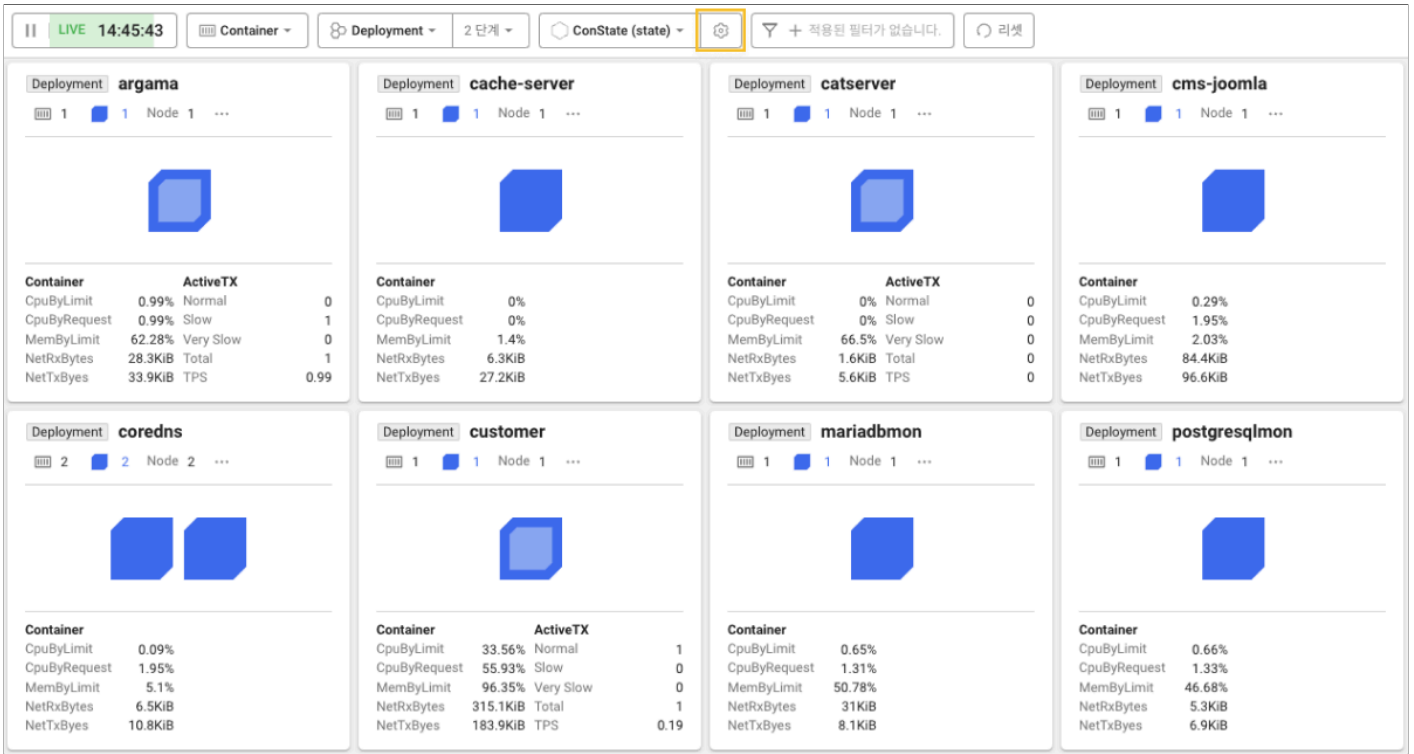 LIVE 14:45:43 Container Deployment 2 단계 ConState (state) 적용된 필터가 없습니다. 리셋
Deployment argama
1 1 Node 1 ...
Container ActiveTX
CpuByLimit 0.99% Normal 0
CpuByRequest 0.99% Slow 1
MemByLimit 62.28% Very Slow 0
NetRxBytes 28.3KiB Total 1
NetTxByes 33.9KiB TPS 0.99
Deployment cache-server
1 1 Node 1 ...
Container
CpuByLimit 0%
CpuByRequest 0%
MemByLimit 1.4%
NetRxBytes 6.3KiB
NetTxByes 27.2KiB
Deployment catserver
1 1 Node 1 ...
Container ActiveTX
CpuByLimit 0% Normal 0
CpuByRequest 0% Slow 0
MemByLimit 66.5% Very Slow 0
NetRxBytes 1.6KiB Total 0
NetTxByes 5.6KiB TPS 0
Deployment cms-joomla
1 1 Node 1 ...
Container
CpuByLimit 0.29%
CpuByRequest 1.95%
MemByLimit 2.03%
NetRxBytes 84.4KiB
NetTxByes 96.6KiB
Deployment coredns
2 2 Node 2 ...
Container
CpuByLimit 0.09%
CpuByRequest 1.95%
MemByLimit 5.1%
NetRxBytes 6.5KiB
NetTxByes 10.8KiB
Deployment customer
1 1 Node 1 ...
Container ActiveTX
CpuByLimit 33.56% Normal 1
CpuByRequest 55.93% Slow 0
MemByLimit 96.35% Very Slow 0
NetRxBytes 315.1KiB Total 1
NetTxByes 183.9KiB TPS 0.19
Deployment mariadbmon
1 1 Node 1 ...
Container
CpuByLimit 0.65%
CpuByRequest 1.31%
MemByLimit 50.78%
NetRxBytes 31KiB
NetTxByes 8.1KiB
Deployment postgresqlmon
1 1 Node 1 ...
Container
CpuByLimit 0.66%
CpuByRequest 1.33%
MemByLimit 46.68%
NetRxBytes 5.3KiB
NetTxByes 6.9KiB